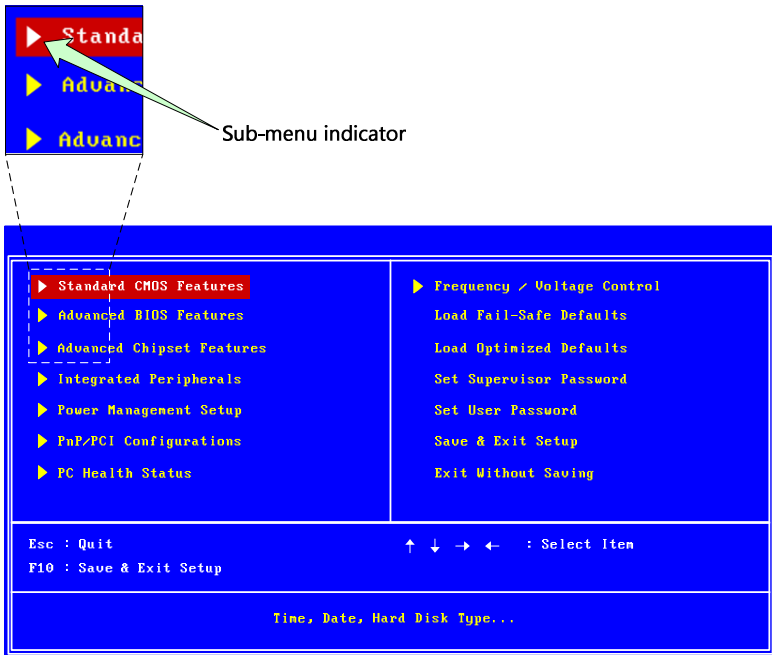 Standa
Advanc
Advanc
Sub-menu indicator
Standard CMOS Features
Advanced BIOS Features
Advanced Chipset Features
Integrated Peripherals
Power Management Setup
PnP/PCI Configurations
PC Health Status
Frequency / Voltage Control
Load Fail-Safe Defaults
Load Optimized Defaults
Set Supervisor Password
Set User Password
Save & Exit Setup
Exit Without Saving
Esc : Quit
F10 : Save & Exit Setup
↑ ↓ → ← : Select Item
Time, Date, Hard Disk Type...